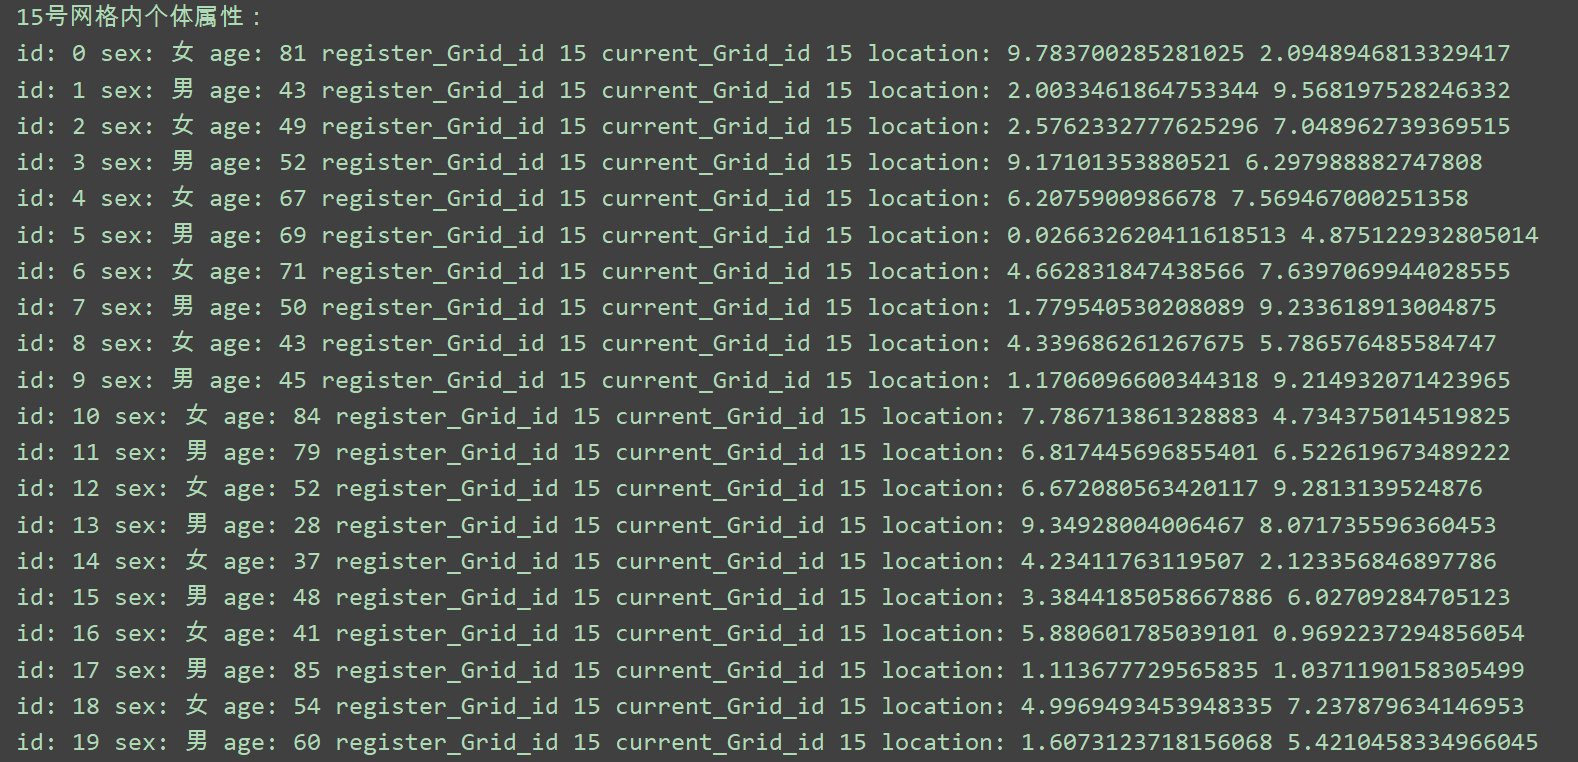 15号网格内个体属性：
id: 0 sex: 女 age: 81 register_Grid_id 15 current_Grid_id 15 location: 9.783700285281025 2.0948946813329417
id: 1 sex: 男 age: 43 register_Grid_id 15 current_Grid_id 15 location: 2.0033461864753344 9.568197528246332
id: 2 sex: 女 age: 49 register_Grid_id 15 current_Grid_id 15 location: 2.5762332777625296 7.048962739369515
id: 3 sex: 男 age: 52 register_Grid_id 15 current_Grid_id 15 location: 9.17101353880521 6.297988882747808
id: 4 sex: 女 age: 67 register_Grid_id 15 current_Grid_id 15 location: 6.2075900986678 7.569467000251358
id: 5 sex: 男 age: 69 register_Grid_id 15 current_Grid_id 15 location: 0.026632620411618513 4.875122932805014
id: 6 sex: 女 age: 71 register_Grid_id 15 current_Grid_id 15 location: 4.662831847438566 7.6397069944028555
id: 7 sex: 男 age: 50 register_Grid_id 15 current_Grid_id 15 location: 1.779540530208089 9.233618913004875
id: 8 sex: 女 age: 43 register_Grid_id 15 current_Grid_id 15 location: 4.339686261267675 5.786576485584747
id: 9 sex: 男 age: 45 register_Grid_id 15 current_Grid_id 15 location: 1.1706096600344318 9.214932071423965
id: 10 sex: 女 age: 84 register_Grid_id 15 current_Grid_id 15 location: 7.786713861328883 4.734375014519825
id: 11 sex: 男 age: 79 register_Grid_id 15 current_Grid_id 15 location: 6.817445696855401 6.522619673489222
id: 12 sex: 女 age: 52 register_Grid_id 15 current_Grid_id 15 location: 6.672080563420117 9.2813139524876
id: 13 sex: 男 age: 28 register_Grid_id 15 current_Grid_id 15 location: 9.34928004006467 8.071735596360453
id: 14 sex: 女 age: 37 register_Grid_id 15 current_Grid_id 15 location: 4.23411763119507 2.123356846897786
id: 15 sex: 男 age: 48 register_Grid_id 15 current_Grid_id 15 location: 3.3844185058667886 6.02709284705123
id: 16 sex: 女 age: 41 register_Grid_id 15 current_Grid_id 15 location: 5.880601785039101 0.9692237294856054
id: 17 sex: 男 age: 85 register_Grid_id 15 current_Grid_id 15 location: 1.113677729565835 1.0371190158305499
id: 18 sex: 女 age: 54 register_Grid_id 15 current_Grid_id 15 location: 4.9969493453948335 7.237879634146953
id: 19 sex: 男 age: 60 register_Grid_id 15 current_Grid_id 15 location: 1.6073123718156068 5.4210458334966045